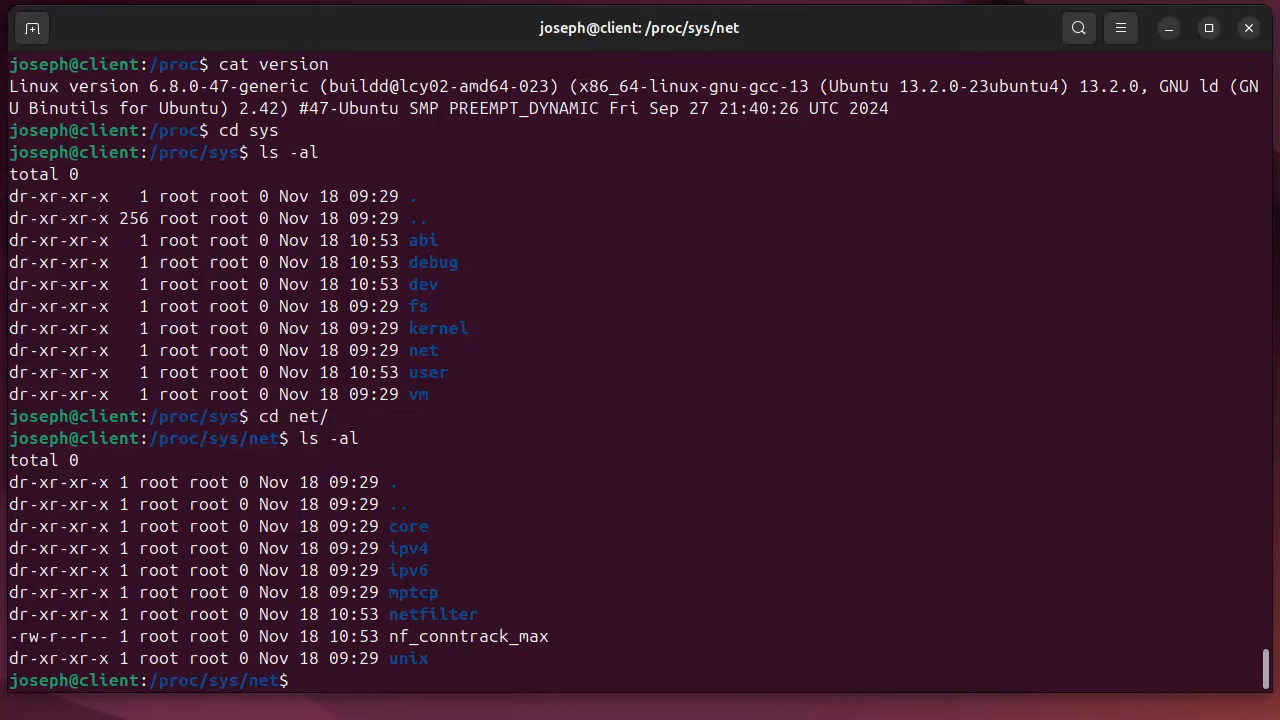 joseph@client: /proc/sys/net
joseph@client:/proc$ cat version
Linux version 6.8.0-47-generic (buildd@lcy02-amd64-023) (x86_64-linux-gnu-gcc-13 (Ubuntu 13.2.0-23ubuntu4) 13.2.0, GNU ld (GN
U Binutils for Ubuntu) 2.42) #47-Ubuntu SMP PREEMPT_DYNAMIC Fri Sep 27 21:40:26 UTC 2024
joseph@client:/proc$ cd sys
joseph@client:/proc/sys$ ls -al
total 0
dr-xr-xr-x   1 root root 0 Nov 18 09:29 .
dr-xr-xr-x 256 root root 0 Nov 18 09:29 ..
dr-xr-xr-x   1 root root 0 Nov 18 10:53 abi
dr-xr-xr-x   1 root root 0 Nov 18 10:53 debug
dr-xr-xr-x   1 root root 0 Nov 18 10:53 dev
dr-xr-xr-x   1 root root 0 Nov 18 09:29 fs
dr-xr-xr-x   1 root root 0 Nov 18 09:29 kernel
dr-xr-xr-x   1 root root 0 Nov 18 09:29 net
dr-xr-xr-x   1 root root 0 Nov 18 10:53 user
dr-xr-xr-x   1 root root 0 Nov 18 09:29 vm
joseph@client:/proc/sys$ cd net/
joseph@client:/proc/sys/net$ ls -al
total 0
dr-xr-xr-x 1 root root 0 Nov 18 09:29 .
dr-xr-xr-x 1 root root 0 Nov 18 09:29 ..
dr-xr-xr-x 1 root root 0 Nov 18 09:29 core
dr-xr-xr-x 1 root root 0 Nov 18 09:29 ipv4
dr-xr-xr-x 1 root root 0 Nov 18 09:29 ipv6
dr-xr-xr-x 1 root root 0 Nov 18 09:29 mptcp
dr-xr-xr-x 1 root root 0 Nov 18 10:53 netfilter
-rw-r--r-- 1 root root 0 Nov 18 10:53 nf_conntrack_max
dr-xr-xr-x 1 root root 0 Nov 18 09:29 unix
joseph@client:/proc/sys/net$